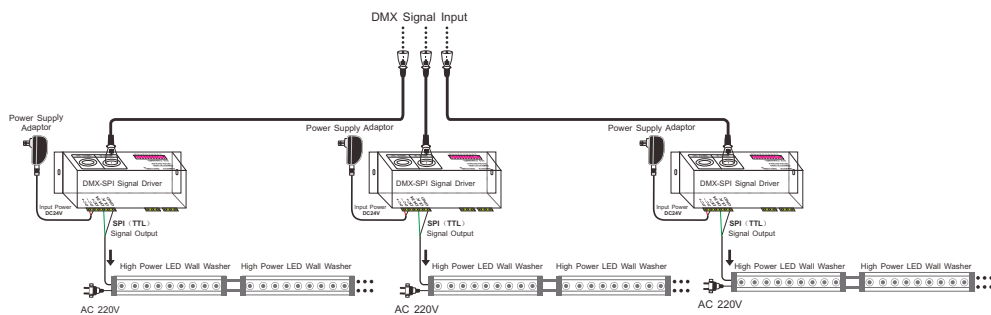 DMX Signal Input
Power Supply
Adaptor
DMX-SPI Signal Driver
Input Power
DC24V
SPI（TTL）
Signal Output
High Power LED Wall Washer
High Power LED Wall Washer
AC 220V
Power Supply Adaptor
DMX-SPI Signal Driver
Input Power
DC24V
SPI（TTL）
Signal Output
High Power LED Wall Washer
High Power LED Wall Washer
AC 220V
Power Supply Adaptor
DMX-SPI Signal Driver
Input Power
DC24V
SPI（TTL）
Signal Output
High Power LED Wall Washer
High Power LED Wall Washer
AC 220V